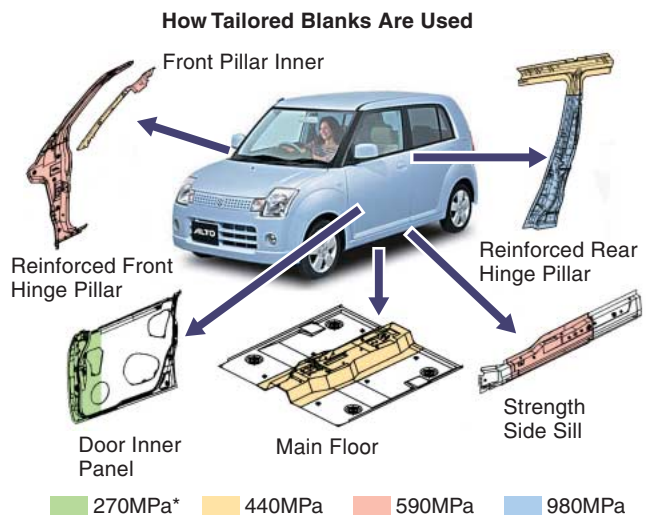 How Tailored Blanks Are Used
Front Pillar Inner
ALTO
Reinforced Front
Hinge Pillar
Reinforced Rear
Hinge Pillar
Door Inner
Panel
Main Floor
Strength
Side Sill
270MPa* 440MPa 590MPa 980MPa